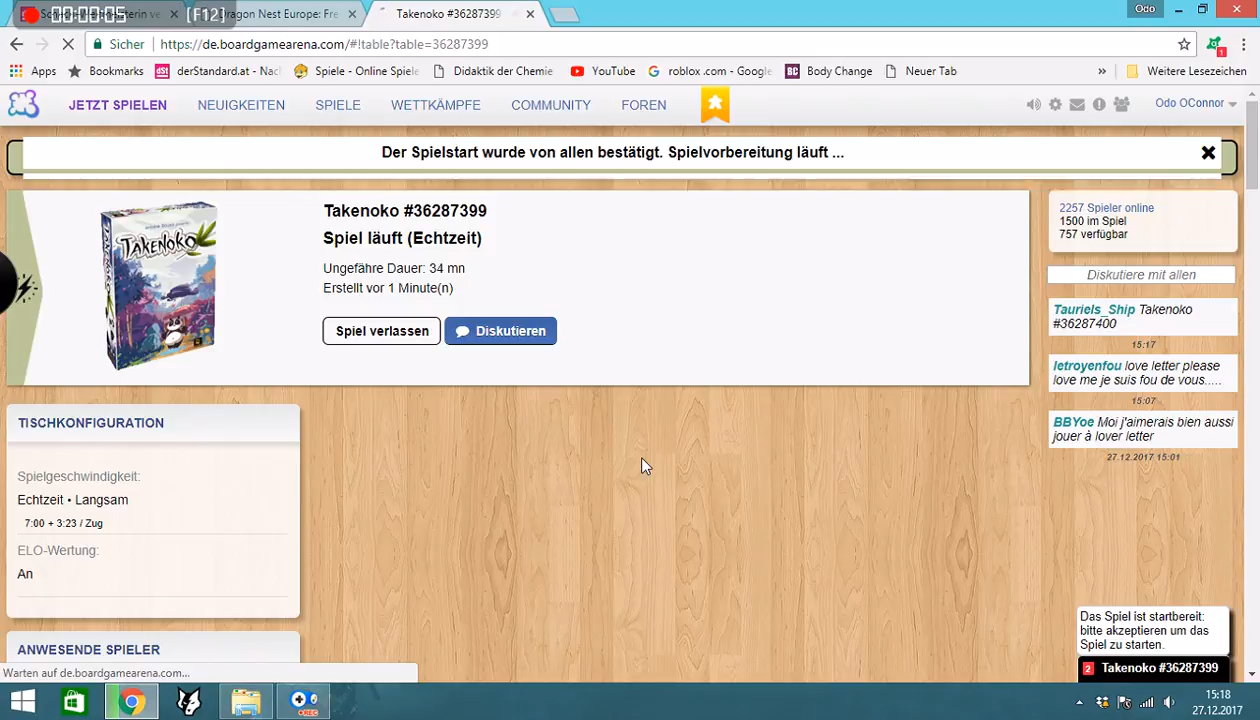 00:00:05 [F12]
Dragon Nest Europe: Fre
Takenoko #36287399
Odo
Sicher
https://de.boardgamearena.com/#!table?table=36287399
Apps Bookmarks derStandard.at - Nac Spiele - Online Spiele Didaktik der Chemie YouTube roblox .com - Google Body Change Neuer Tab » Weitere Lesezeichen
JETZT SPIELEN NEUIGKEITEN SPIELE WETTKÄMPFE COMMUNITY FOREN
Odo OConnor
Der Spielstart wurde von allen bestätigt. Spielvorbereitung läuft ...
TAKENOKO
Takenoko #36287399
Spiel läuft (Echtzeit)
Ungefähre Dauer: 34 mn
Erstellt vor 1 Minute(n)
Spiel verlassen
Diskutieren
2257 Spieler online
1500 im Spiel
757 verfügbar
Diskutiere mit allen
Tauriels_Ship Takenoko
#36287400
15:17
letroyenfou love letter please
love me je suis fou de vous.....
15:07
BBYoe Moi j'aimerais bien aussi
jouer à lover letter
27.12.2017 15:01
TISCHKONFIGURATION
Spielgeschwindigkeit:
Echtzeit • Langsam
7:00 + 3:23 / Zug
ELO-Wertung:
An
ANWESENDE SPIELER
Das Spiel ist startbereit:
bitte akzeptieren um das
Spiel zu starten.
2 Takenoko #36287399
Warten auf de.boardgamearena.com...
REC
15:18
27.12.2017